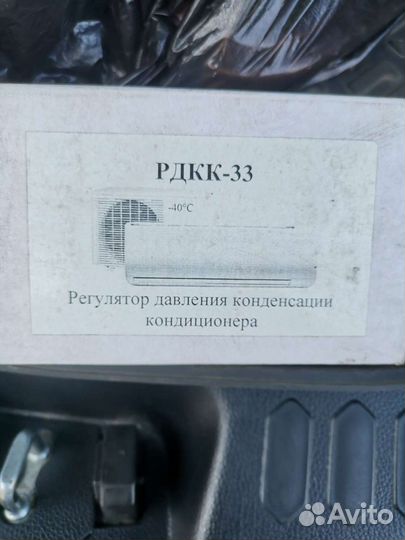 РДКК-33
-40°C
Регулятор давления конденсации
кондиционера
Avito